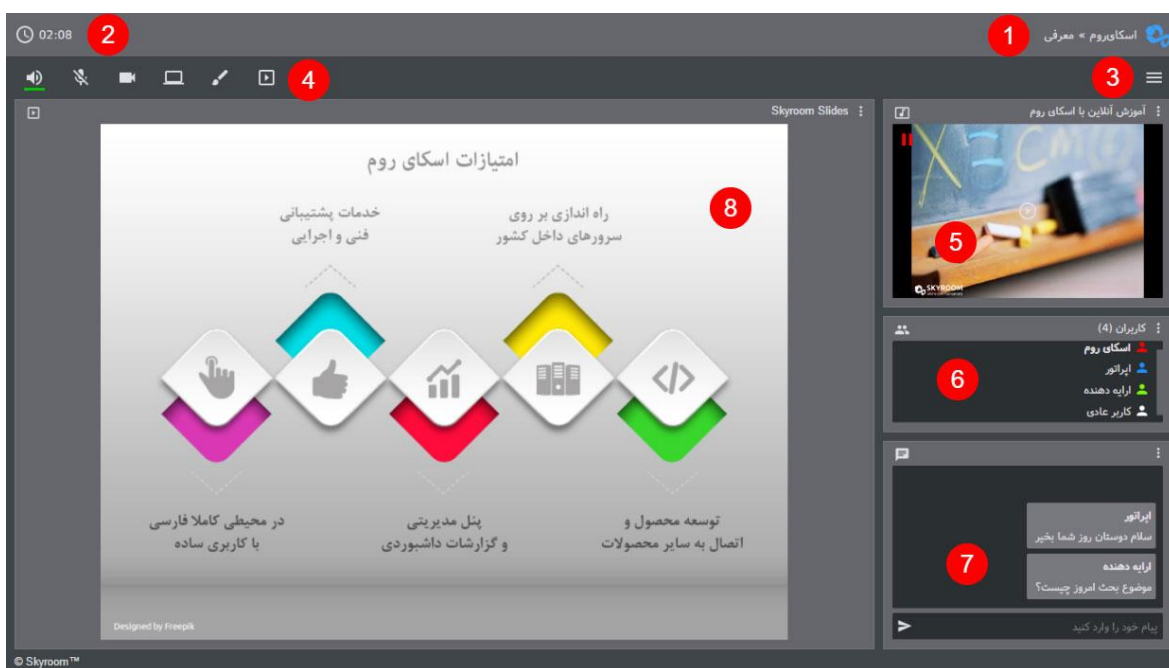 02:08
2
1
اسکای‌روم » معرفی
4
3
Skyroom Slides
آموزش آنلاین با اسکای روم
امتیازات اسکای روم
8
خدمات پشتیبانی
فنی و اجرایی
راه اندازی بر روی
سرورهای داخل کشور
در محیطی کاملا فارسی
با کاربری ساده
پنل مدیریتی
و گزارشات داشبوردی
توسعه محصول و
اتصال به سایر محصولات
Designed by Freepik
5
SKYROOM
کاربران (4)
اسکای روم
اپراتور
ارایه دهنده
کاربر عادی
6
اپراتور
سلام دوستان روز شما بخیر
ارایه دهنده
موضوع بحث امروز چیست؟
7
پیام خود را وارد کنید
© Skyroom™